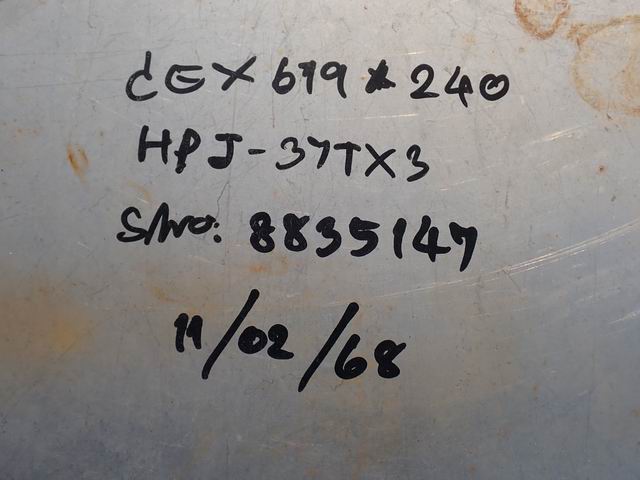 CEX 679 * 240
HPJ-37TX3
S/No: 8835147
11/02/68